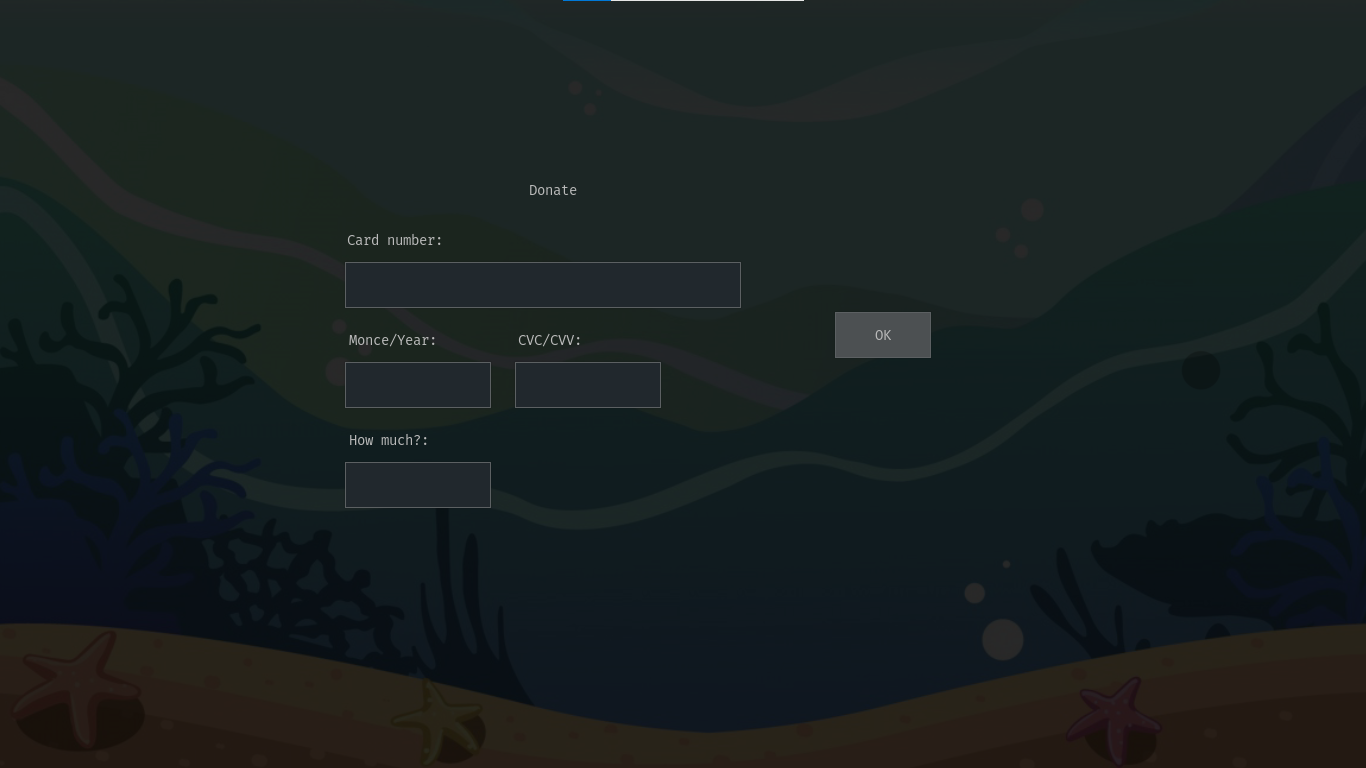 Donate
Card number:
OK
Monce/Year: CVC/CVV:
How much?: